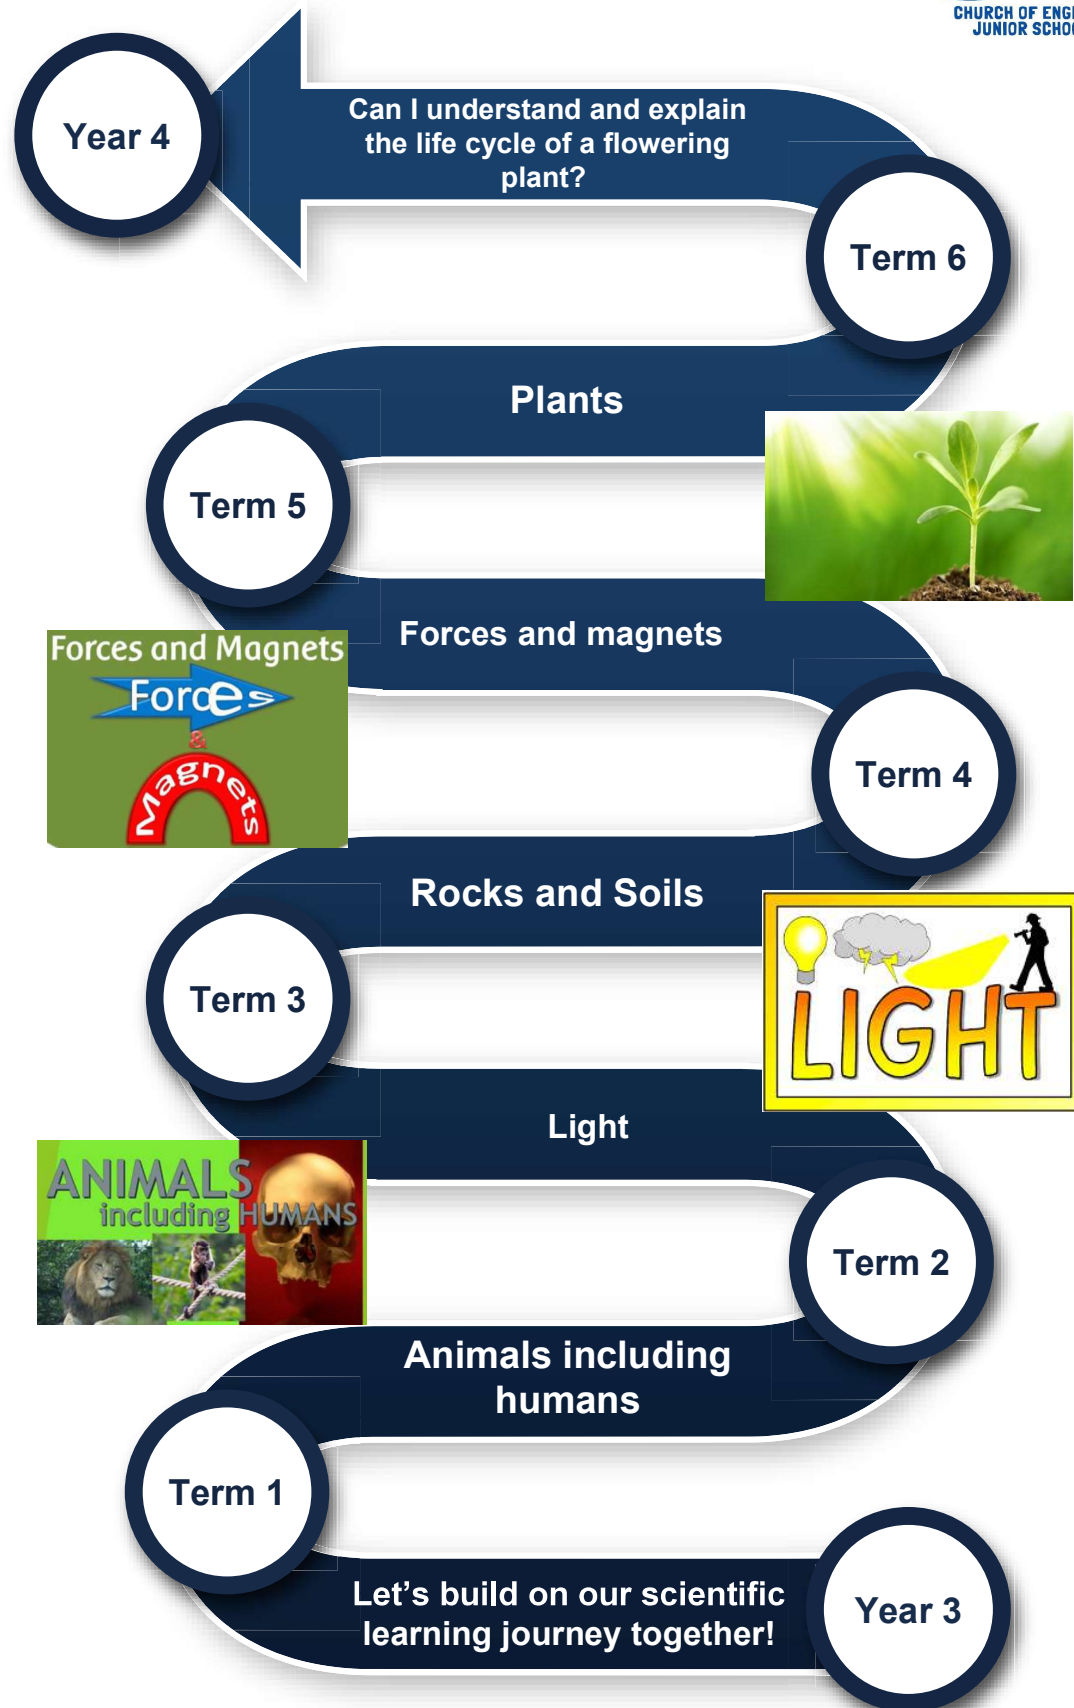 CHURCH OF
JUNIOR
Year 4
Can I understand and explain
the life cycle of a flowering
plant?
Term 6
Plants
Term 5
Forces and magnets
Forces and Magnets
Forces
&
Magnets
Term 4
Rocks and Soils
Term 3
LIGHT
Light
ANIMALS
including HUMANS
Term 2
Animals including
humans
Term 1
Let's build on our scientific
learning journey together!
Year 3